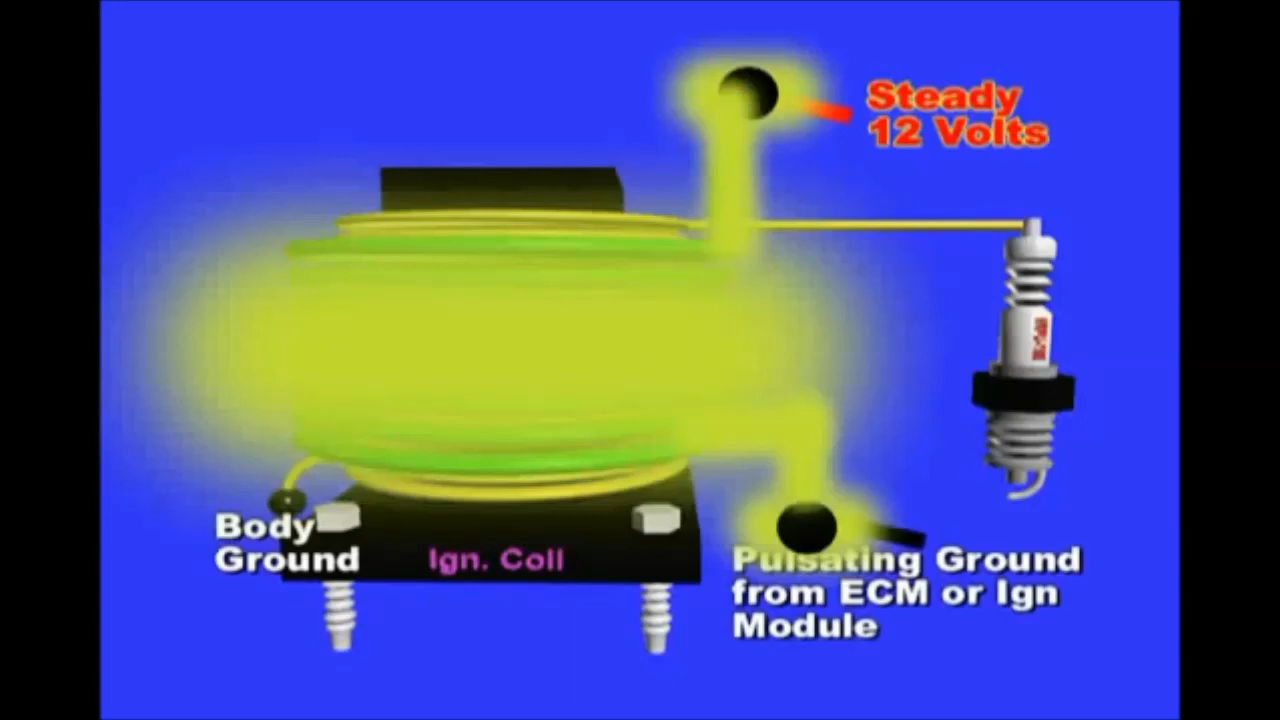 Steady
12 Volts
Body
Ground
Ign. Coil
Pulsating Ground
from ECM or Ign
Module